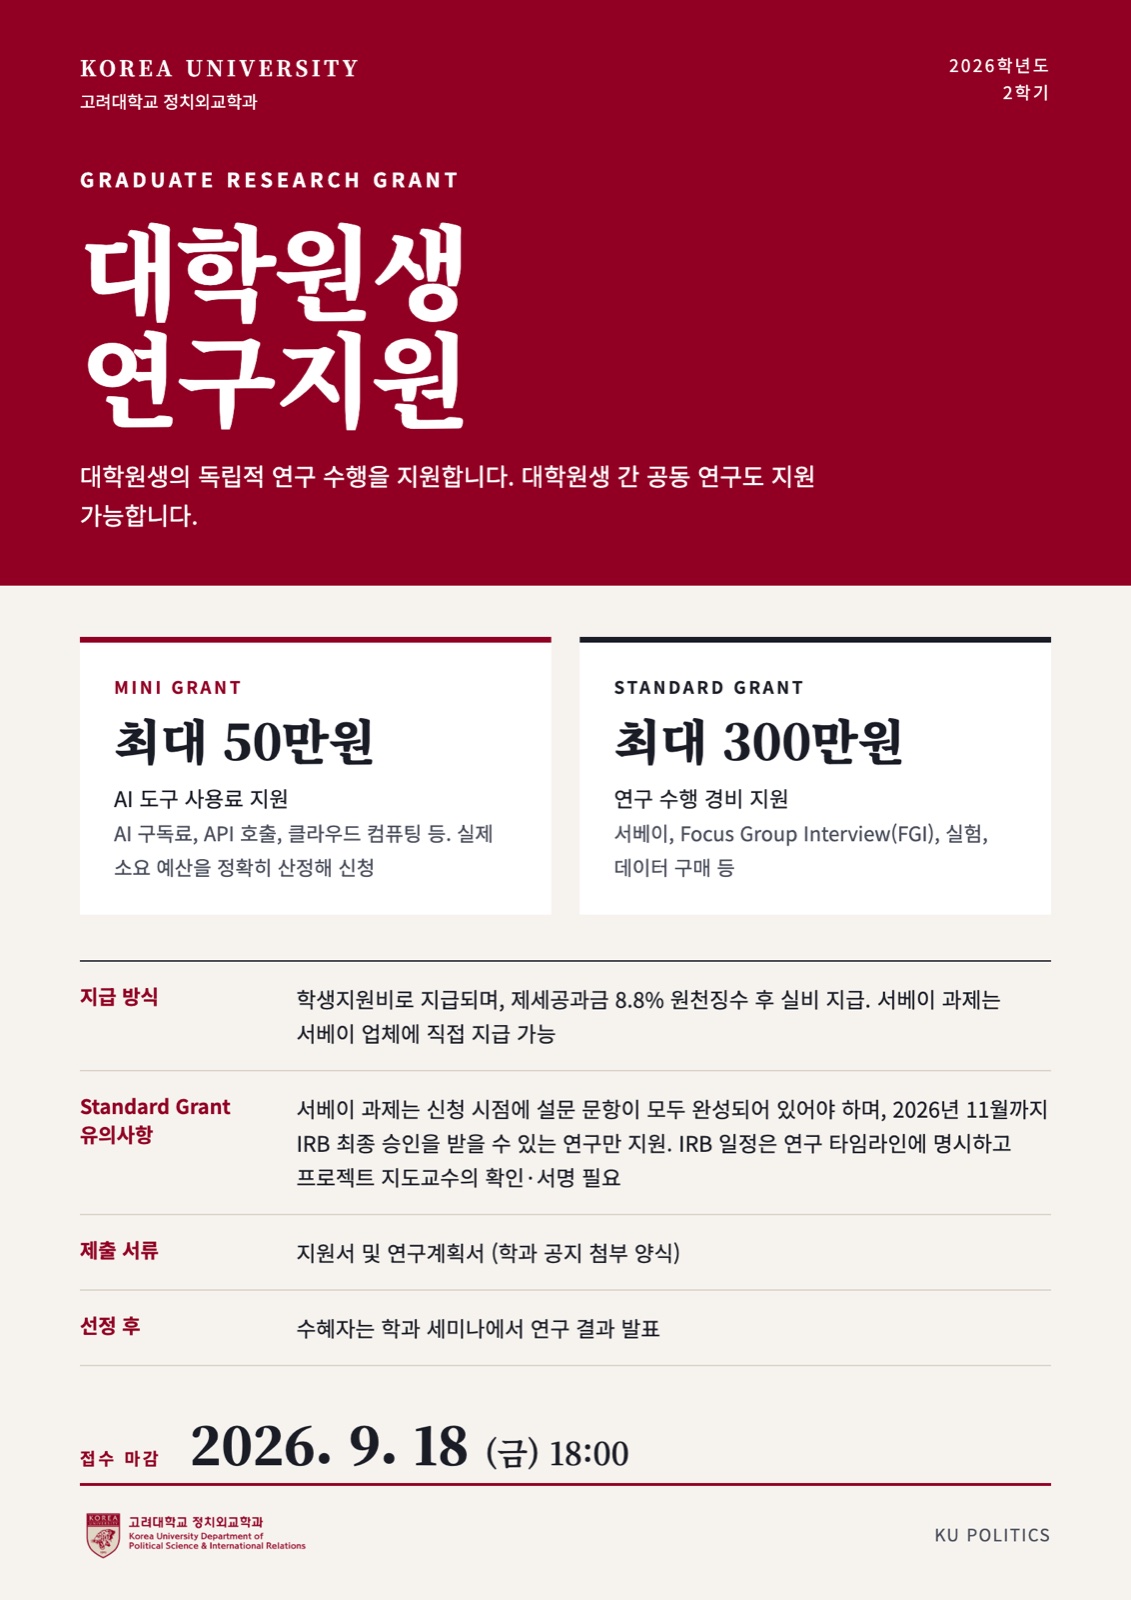 KOREA UNIVERSITY
고려대학교 정치외교학과
2026학년도
2학기
GRADUATE RESEARCH GRANT
대학원생
연구지원
대학원생의 독립적 연구 수행을 지원합니다. 대학원생 간 공동 연구도 지원
가능합니다.
MINI GRANT
최대 50만원
AI 도구 사용료 지원
AI 구독료, API 호출, 클라우드 컴퓨팅 등. 실제
소요 예산을 정확히 산정해 신청
STANDARD GRANT
최대 300만원
연구 수행 경비 지원
서베이, Focus Group Interview(FGI), 실험,
데이터 구매 등
지급 방식
학생지원비로 지급되며, 제세공과금 8.8% 원천징수 후 실비 지급. 서베이 과제는
서베이 업체에 직접 지급 가능
Standard Grant
유의사항
서베이 과제는 신청 시점에 설문 문항이 모두 완성되어 있어야 하며, 2026년 11월까지
IRB 최종 승인을 받을 수 있는 연구만 지원. IRB 일정은 연구 타임라인에 명시하고
프로젝트 지도교수의 확인·서명 필요
제출 서류
지원서 및 연구계획서 (학과 공지 첨부 양식)
선정 후
수혜자는 학과 세미나에서 연구 결과 발표
접수 마감 2026. 9. 18 (금) 18:00
KOREA
고려대학교 정치외교학과
Korea University Department of
Political Science & International Relations
KU POLITICS